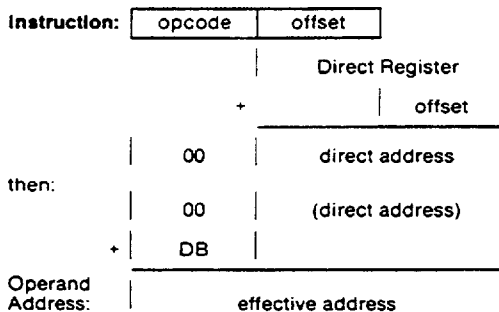 Instruction: opcode offset
Direct Register
+ offset
00 direct address
then:
00 (direct address)
+ DB
Operand
Address: effective address